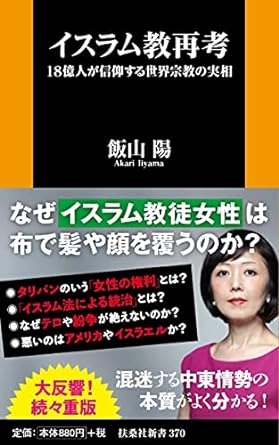 イスラム教再考
18億人が信仰する世界宗教の実相
飯山 陽
Akari Iiyama
なぜイスラム教徒女性は
布で髪や顔を覆うのか?
●タリバンのいう「女性の権利」とは?
●「イスラム法による統治」とは?
●なぜテロや紛争が絶えないのか?
●悪いのはアメリカやイスラエルか?
大反響!
続々重版
混迷する中東情勢の
本質がよく分かる!
定価:本体880円+税
扶桑社新書 370